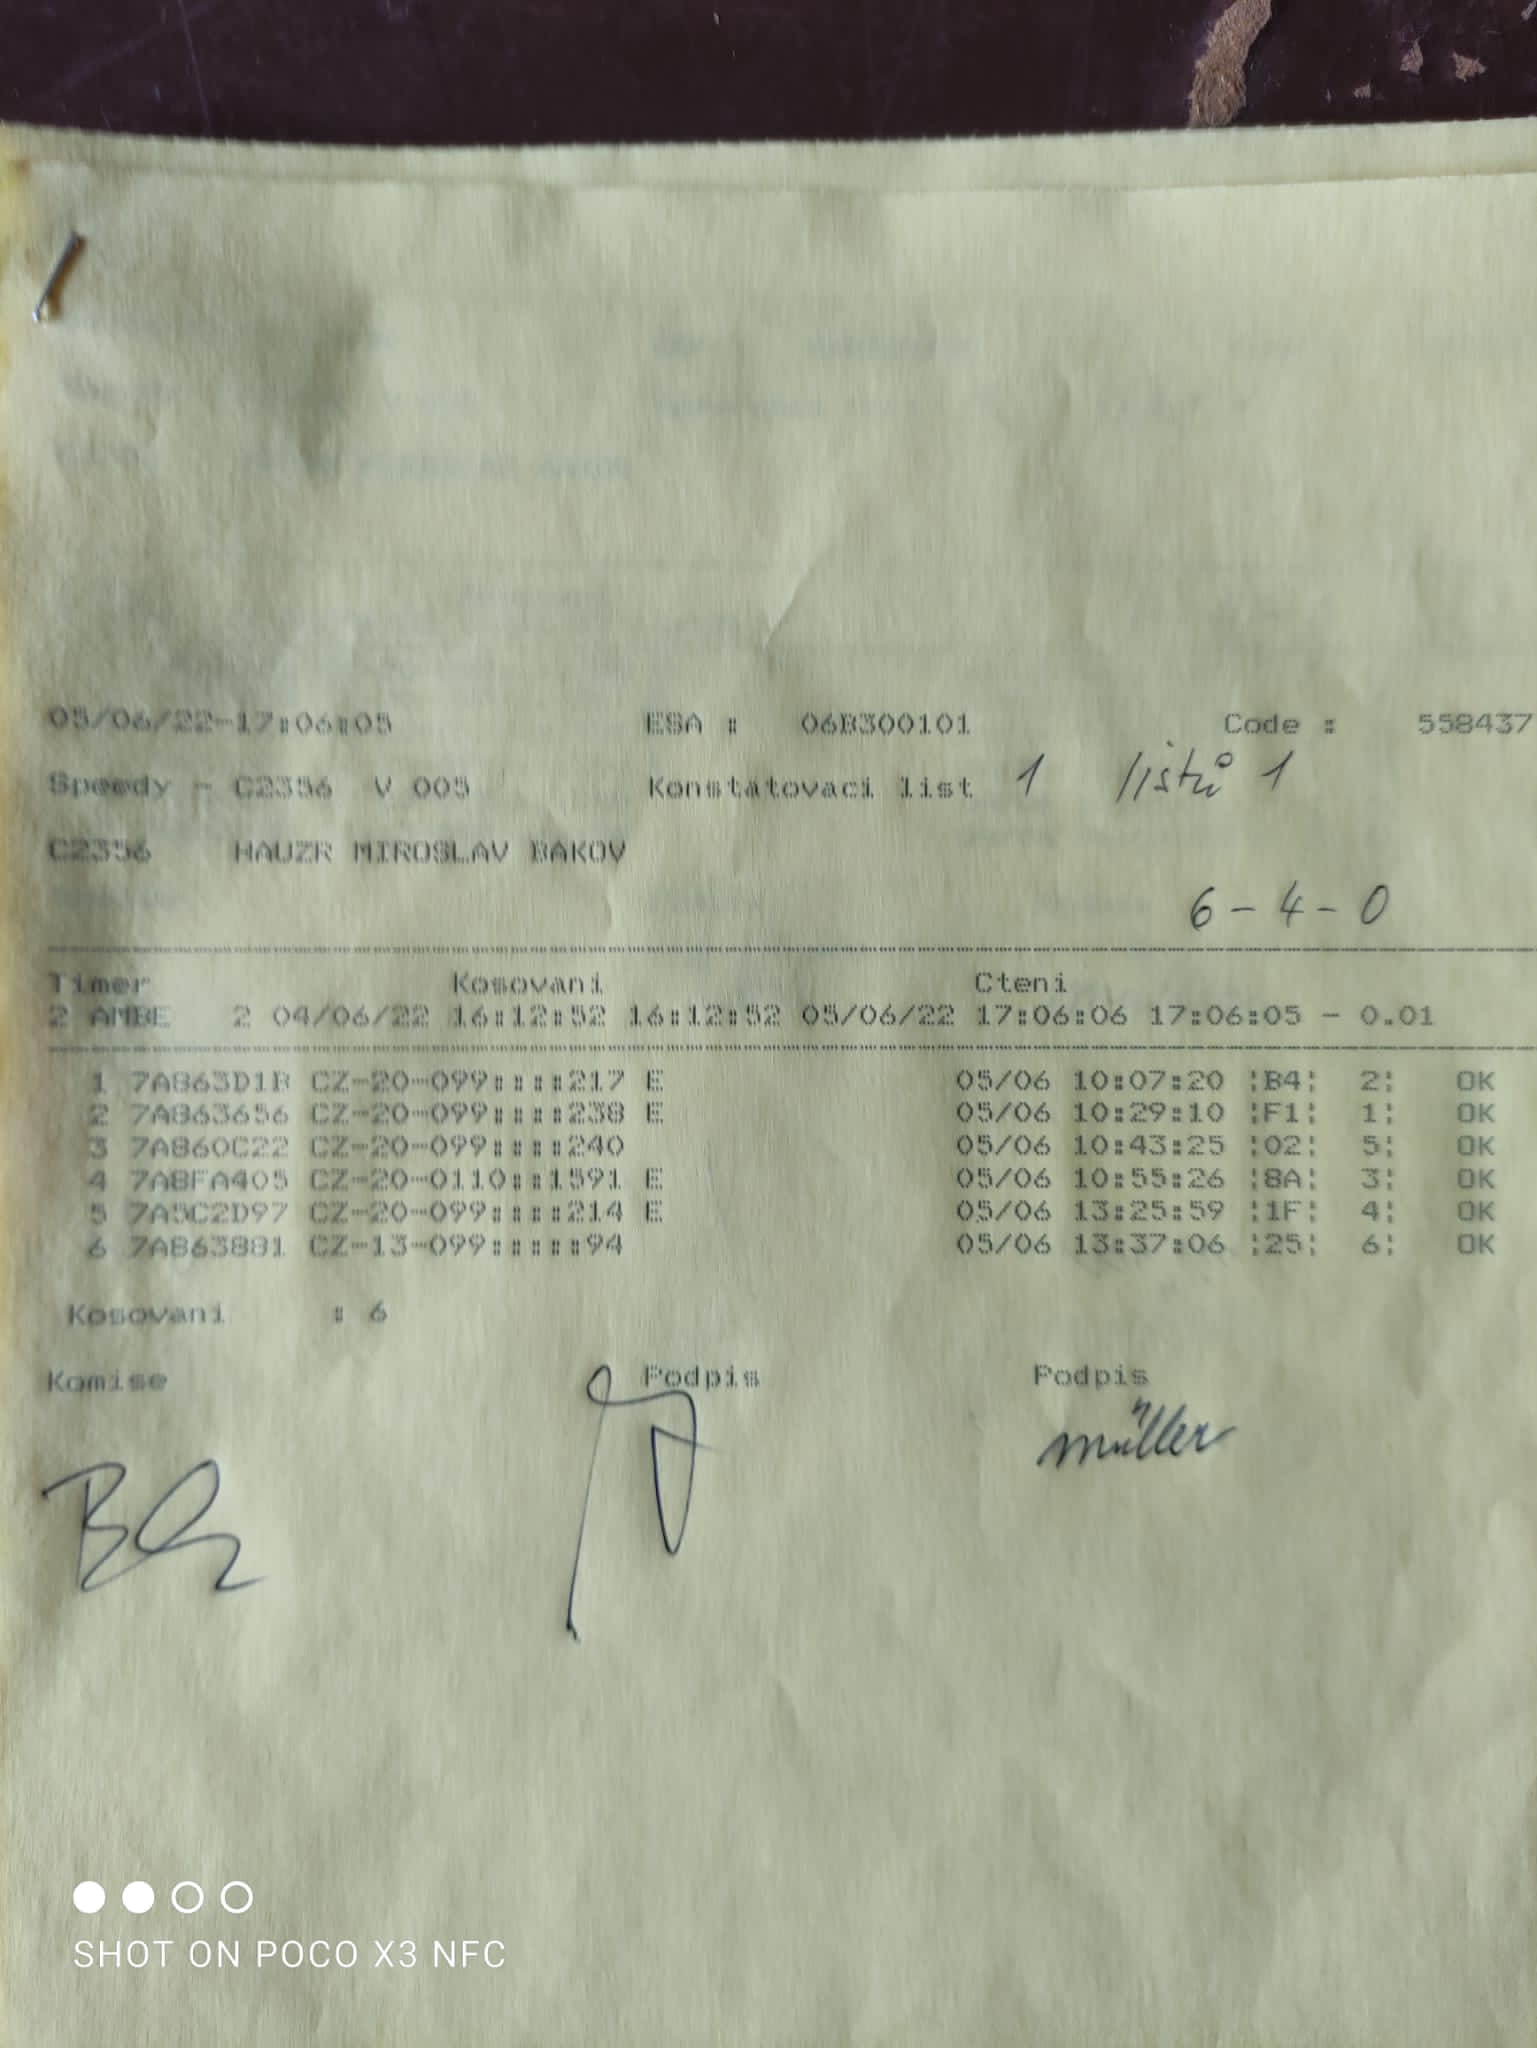 05/06/22-17:06:05 ESA : 06B300101 Code : 558437
Speedy - C2356 V 005 Konstatovaci list 1 listů 1
C2356 HAUZR MIROSLAV BAKOV
6-4-0
Timer Kosovani Cteni
2 AMBE 2 04/06/22 16:12:52 16:12:52 05/06/22 17:06:06 17:06:05 - 0.01
1 7A863D1B CZ-20-099::::217 E 05/06 10:07:20 ¦B4¦ 2¦ OK
2 7A863656 CZ-20-099::::238 E 05/06 10:29:10 ¦F1¦ 1¦ OK
3 7A860C22 CZ-20-099::::240 05/06 10:43:25 ¦02¦ 5¦ OK
4 7A8FA405 CZ-20-0110::1591 E 05/06 10:55:26 ¦8A¦ 3¦ OK
5 7A5C2D97 CZ-20-099::::214 E 05/06 13:25:59 ¦1F¦ 4¦ OK
6 7A863881 CZ-13-099:::::94 05/06 13:37:06 ¦25¦ 6¦ OK
Kosovani : 6
Komise Podpis Podpis
müller
SHOT ON POCO X3 NFC